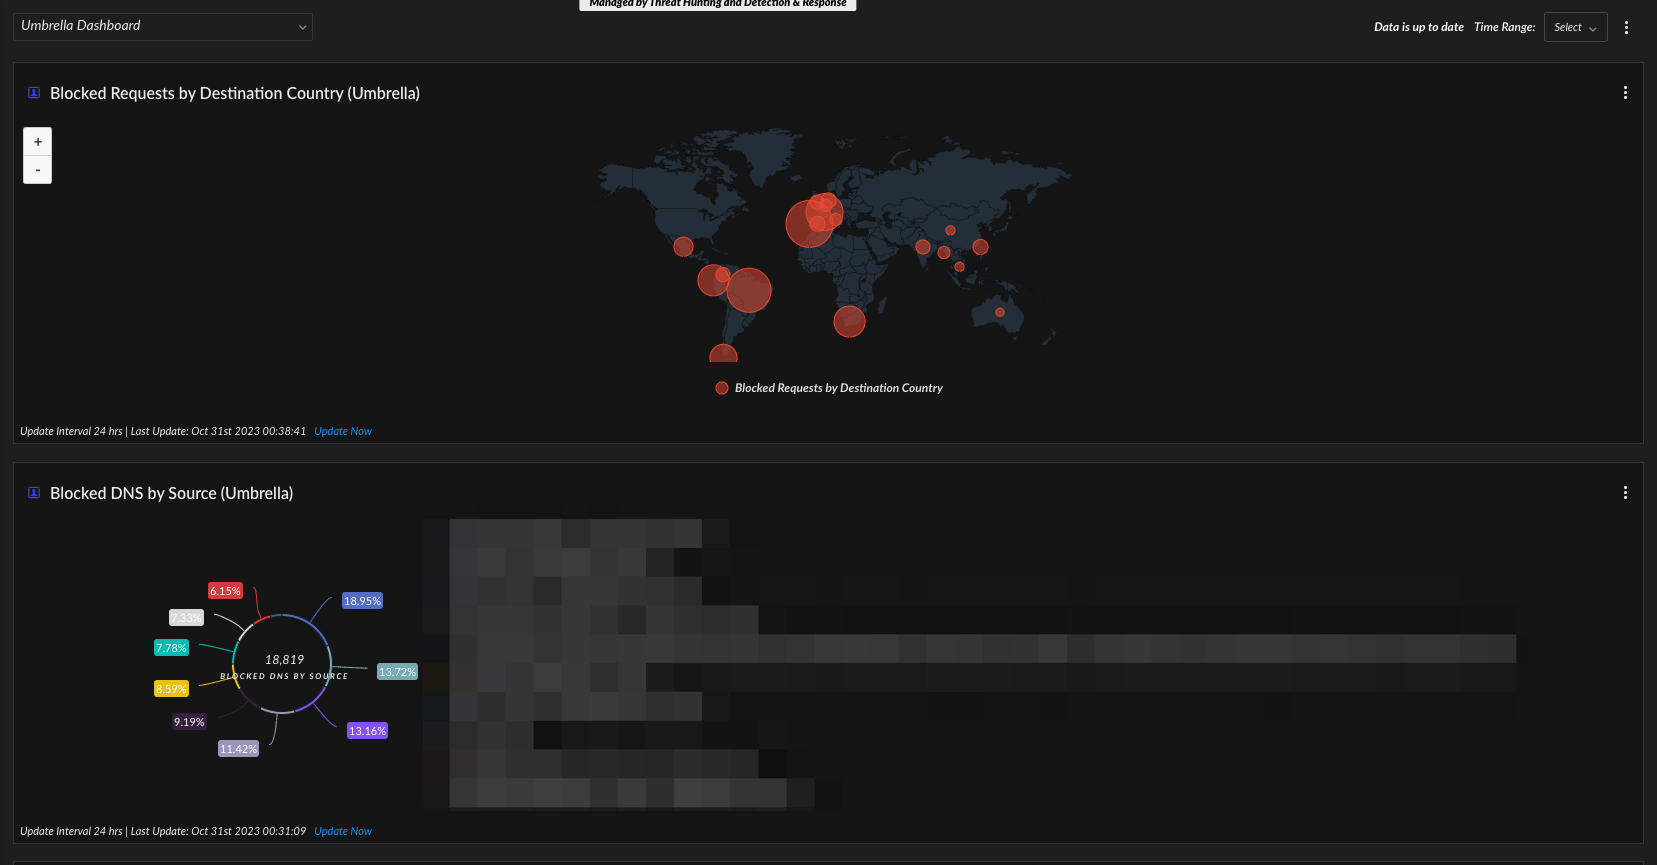 Managed by Threat Hunting and Detection & Response
Umbrella Dashboard
Data is up to date Time Range: Select
Blocked Requests by Destination Country (Umbrella)
+
-
Blocked Requests by Destination Country
Update Interval 24 hrs | Last Update: Oct 31st 2023 00:38:41 Update Now
Blocked DNS by Source (Umbrella)
6.15%
18.95%
7.33%
7.78%
18,819
BLOCKED DNS BY SOURCE
13.72%
8.59%
9.19%
13.16%
11.42%
Update Interval 24 hrs | Last Update: Oct 31st 2023 00:31:09 Update Now